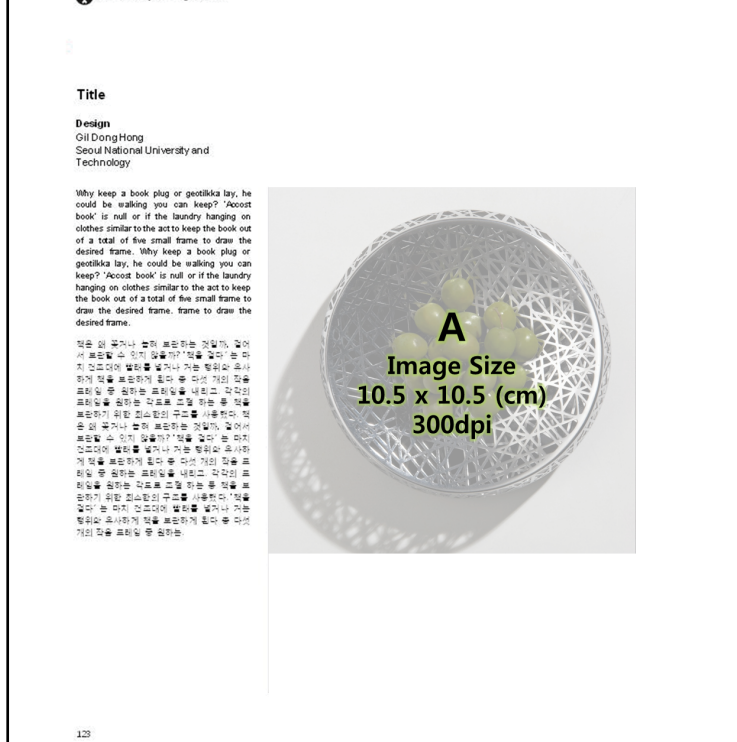 Title
Design
Gil Dong Hong
Seoul National University and
Technology
Why keep a book plug or geotilkka lay, he
could be walking you can keep? 'Accost
book' is null or if the laundry hanging on
clothes similar to the act to keep the book out
of a total of five small frame to draw the
desired frame. Why keep a book plug or
geotilkka lay, he could be walking you can
keep? 'Accost book' is null or if the laundry
hanging on clothes similar to the act to keep
the book out of a total of five small frame to
draw the desired frame. frame to draw the
desired frame.
책은 왜 꽂거나 눕혀 보관하는 것일까, 걸어
서 보관할 수 있지 않을까? '책을 걸다' 는 마
치 건조대에 빨래를 널거나 거는 행위와 유사
하게 책을 보관하게 된다 총 다섯 개의 작은
프레임 중 원하는 프레임을 내리고, 각각의
프레임을 원하는 각도로 조절 하는 등 책을
보관하기 위한 최소한의 구조를 사용했다. 책
은 왜 꽂거나 눕혀 보관하는 것일까, 걸어서
보관할 수 있지 않을까? '책을 걸다' 는 마치
건조대에 빨래를 널거나 거는 행위와 유사하
게 책을 보관하게 된다 총 다섯 개의 작은 프
레임 중 원하는 프레임을 내리고, 각각의 프
레임을 원하는 각도로 조절 하는 등 책을 보
관하기 위한 최소한의 구조를 사용했다. '책을
걸다' 는 마치 건조대에 빨래를 널거나 거는
행위와 유사하게 책을 보관하게 된다 총 다섯
개의 작은 프레임 중 원하는.
A
Image Size
10.5 x 10.5 (cm)
300dpi
123